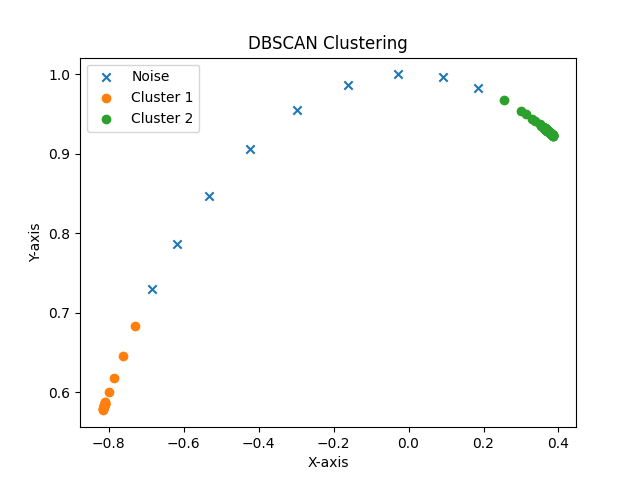 DBSCAN Clustering
Noise
Cluster 1
Cluster 2
1.0
0.9
0.8
0.7
0.6
Y-axis
−0.8 −0.6 −0.4 −0.2 0.0 0.2 0.4
X-axis